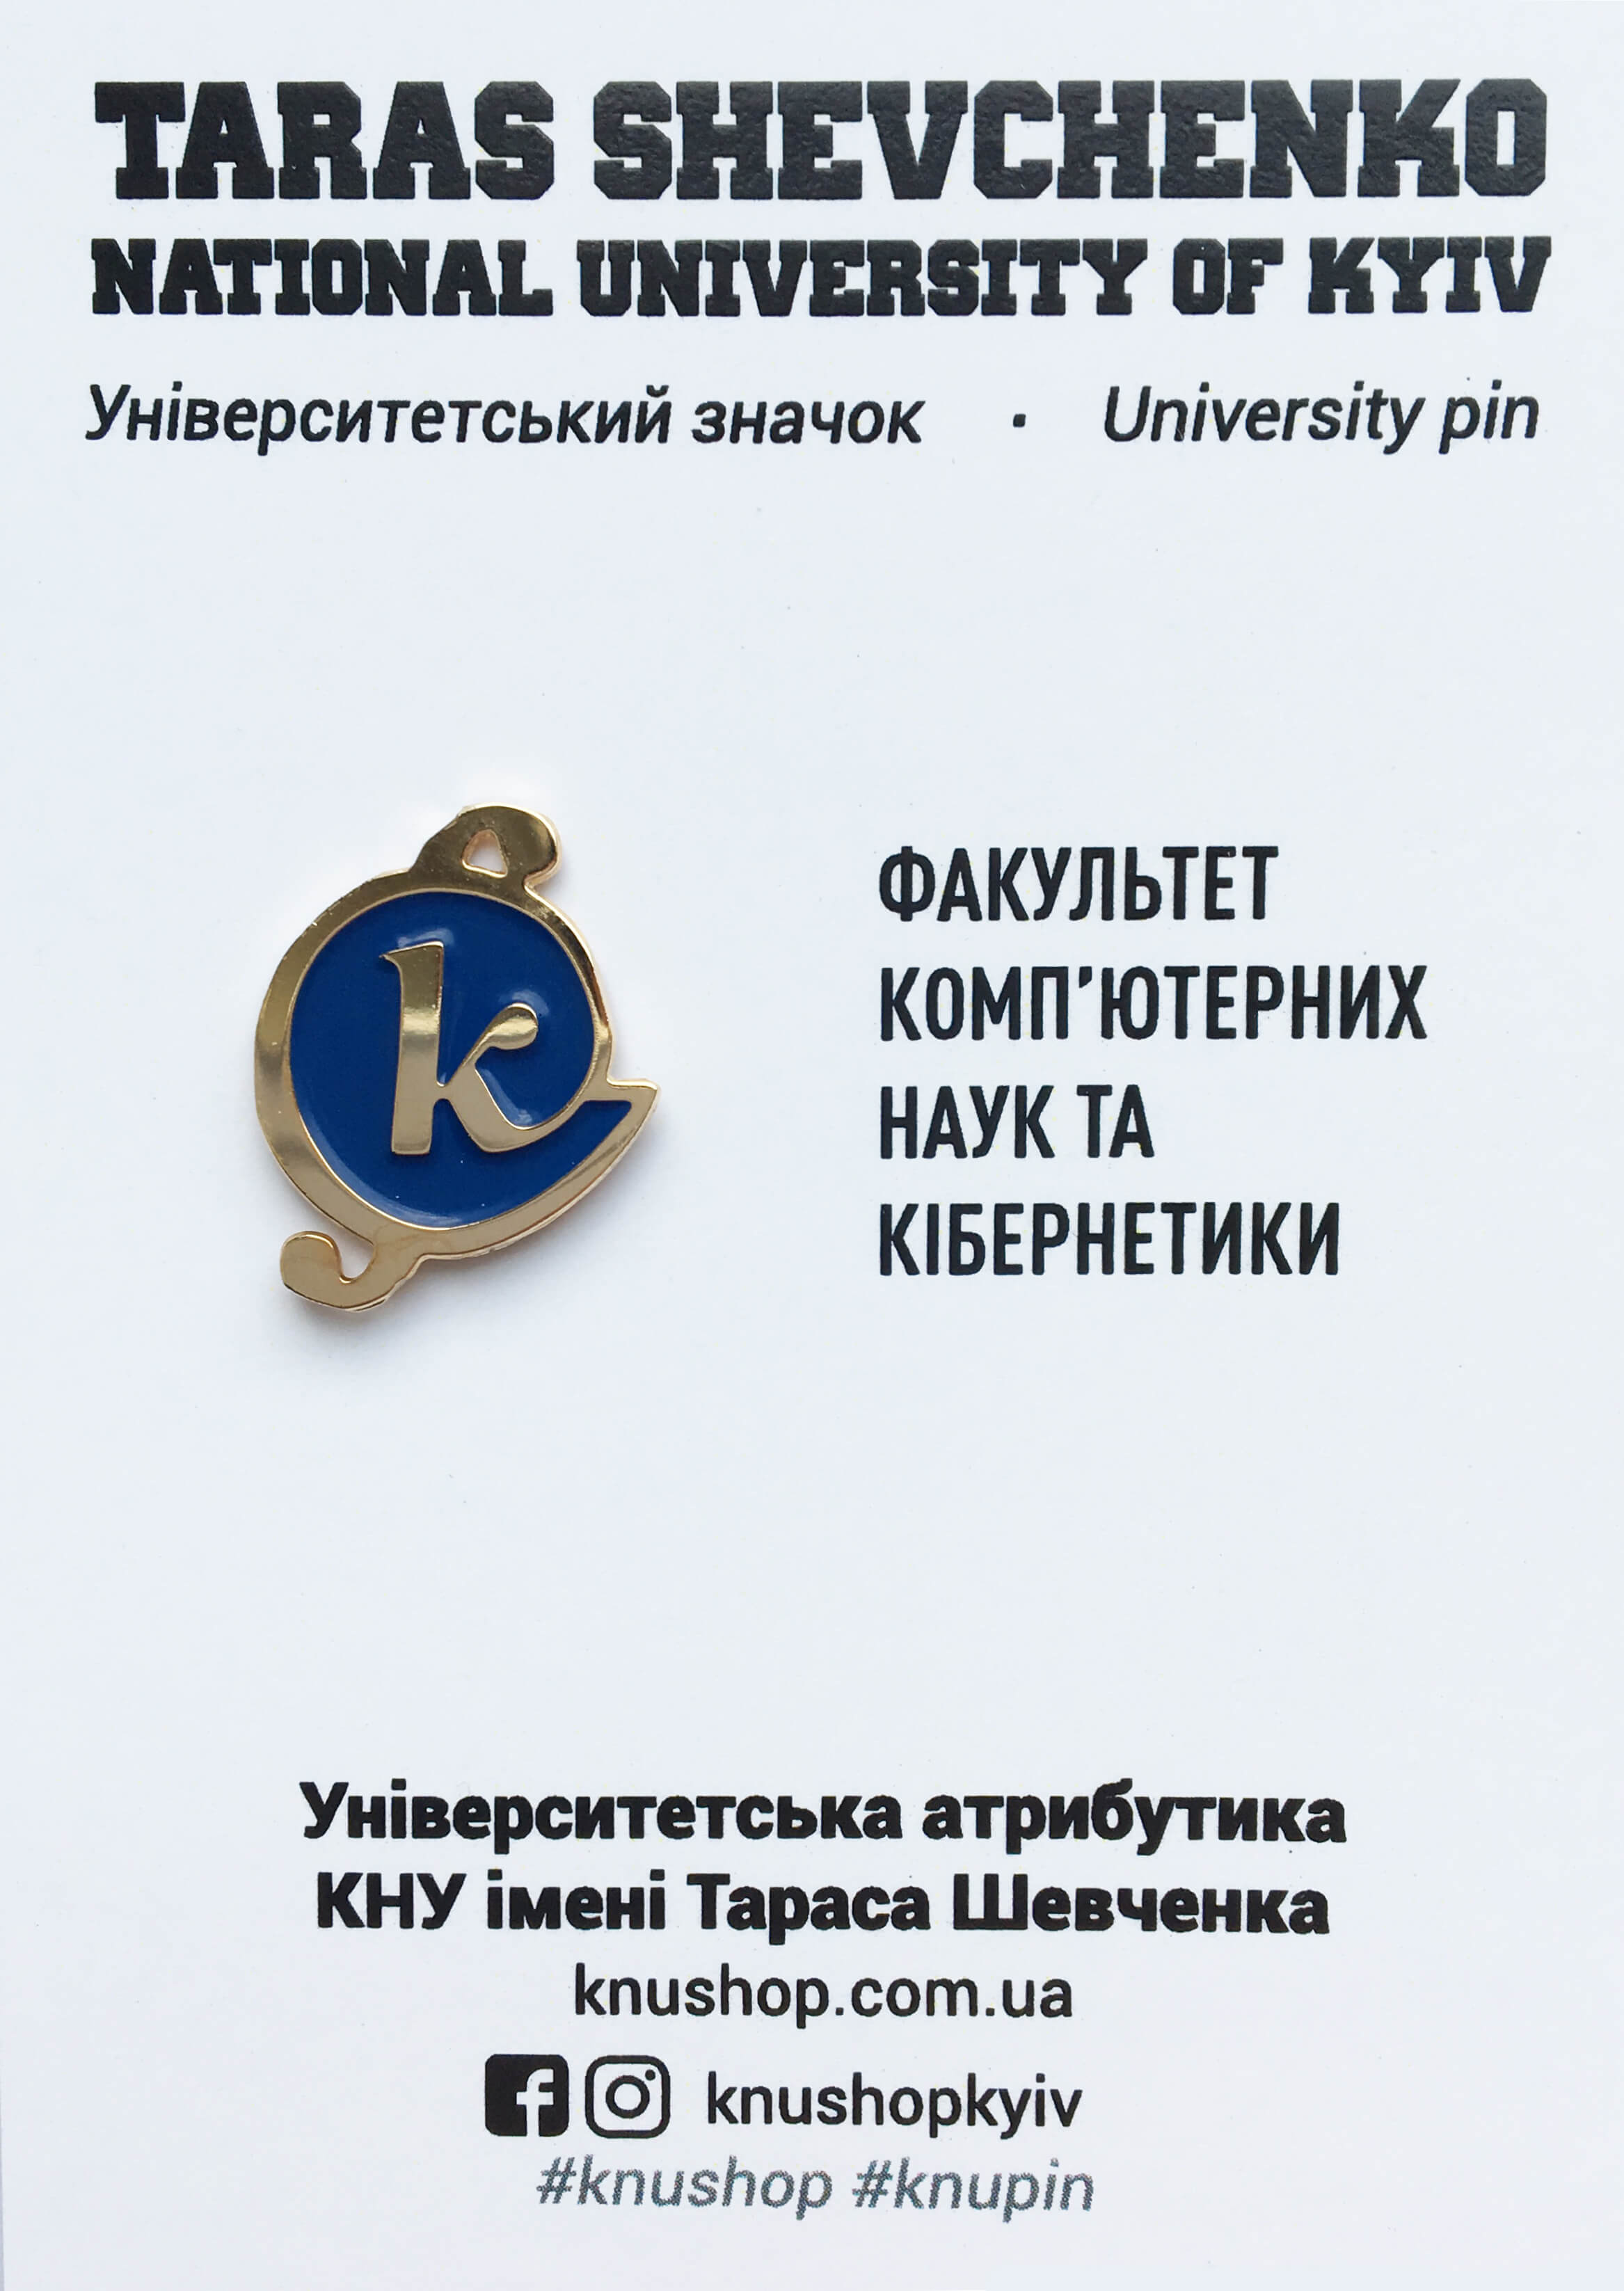 TARAS SHEVCHENKO
NATIONAL UNIVERSITY OF KYIV
Університетський значок · University pin
k
ФАКУЛЬТЕТ
КОМП'ЮТЕРНИХ
НАУК ТА
КІБЕРНЕТИКИ
Університетська атрибутика
КНУ імені Тараса Шевченка
knushop.com.ua
knushopkyiv
#knushop #knupin